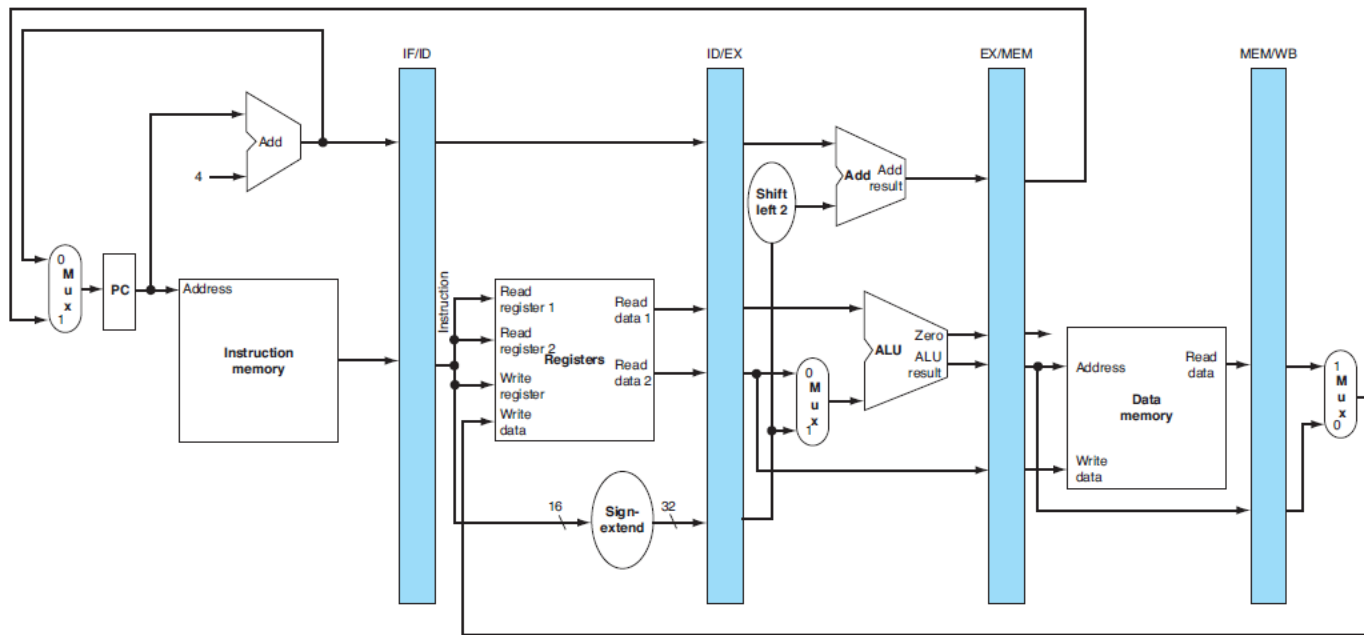 IF/ID
ID/EX
EX/MEM
MEM/WB
Add
4
Shift
left 2
Add
Add
result
0
M
u
x
1
PC
Address
Instruction
memory
Instruction
Read
register 1
Read
register 2
Write
register
Write
data
Registers
Read
data 1
Read
data 2
16
Sign-
extend
32
0
M
u
x
1
ALU
Zero
ALU
result
Address
Write
data
Data
memory
Read
data
1
M
u
x
0